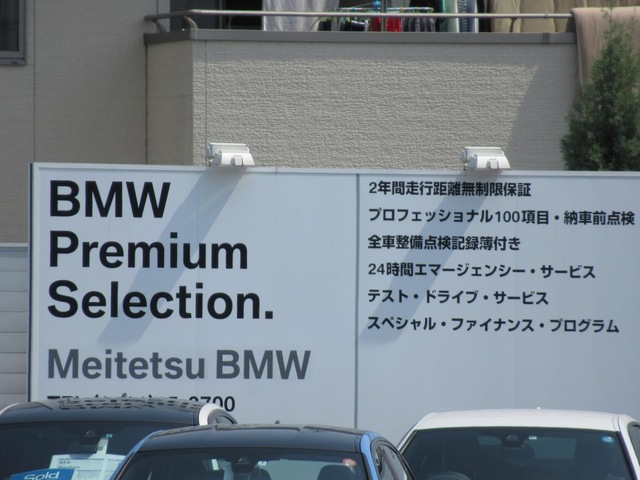 BMW
Premium
Selection.
Meitetsu BMW
2年間走行距離無制限保証
プロフェッショナル100項目・納車前点検
全車整備点検記録簿付き
24時間エマージェンシー・サービス
テスト・ドライブ・サービス
スペシャル・ファイナンス・プログラム
Sold